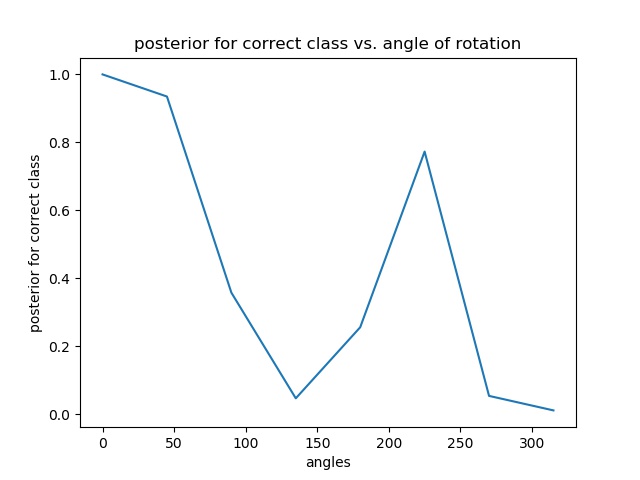 posterior for correct class vs. angle of rotation
posterior for correct class
1.0
0.8
0.6
0.4
0.2
0.0
0 50 100 150 200 250 300
angles